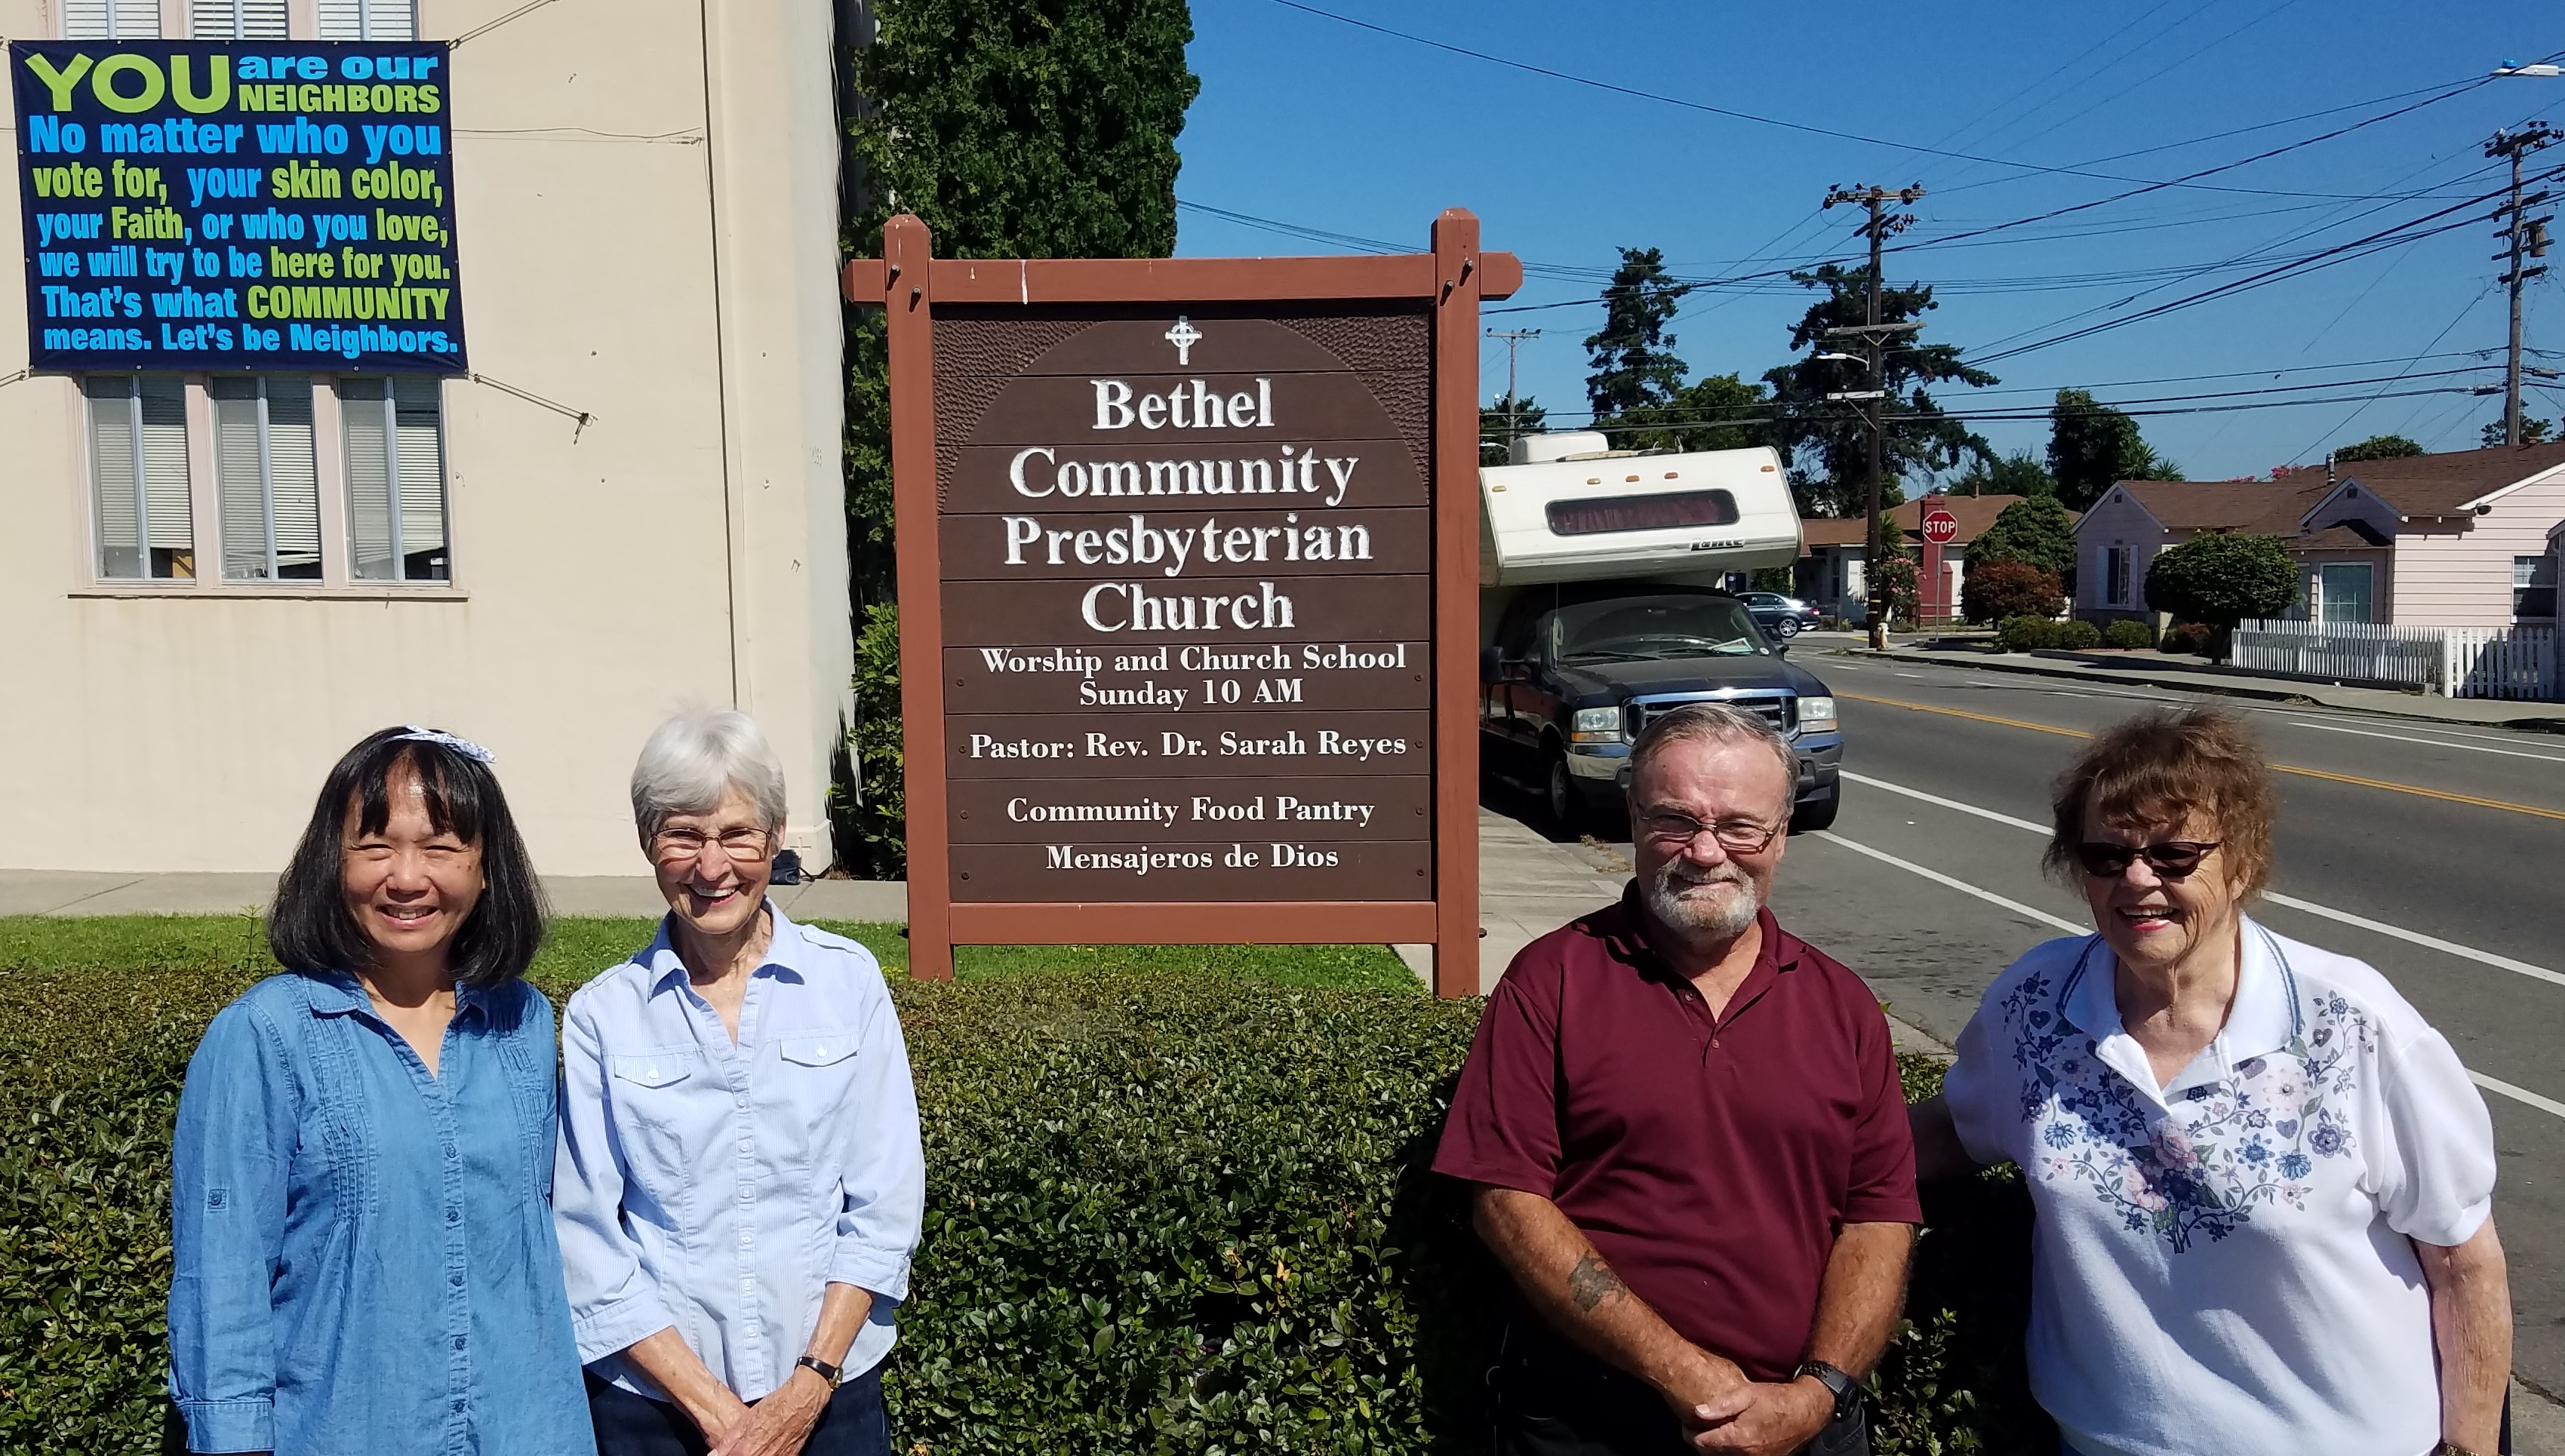 YOU are our
NEIGHBORS
No matter who you
vote for, your skin color,
your Faith, or who you love,
we will try to be here for you.
That's what COMMUNITY
means. Let's be Neighbors.
Bethel
Community
Presbyterian
Church
Worship and Church School
Sunday 10 AM
Pastor: Rev. Dr. Sarah Reyes
Community Food Pantry
Mensajeros de Dios
STOP